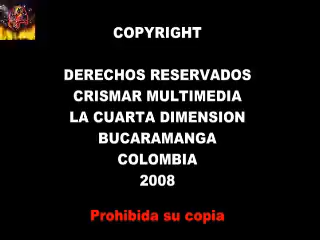 COPYRIGHT
DERECHOS RESERVADOS
CRISMAR MULTIMEDIA
LA CUARTA DIMENSION
BUCARAMANGA
COLOMBIA
2008
Prohibida su copia